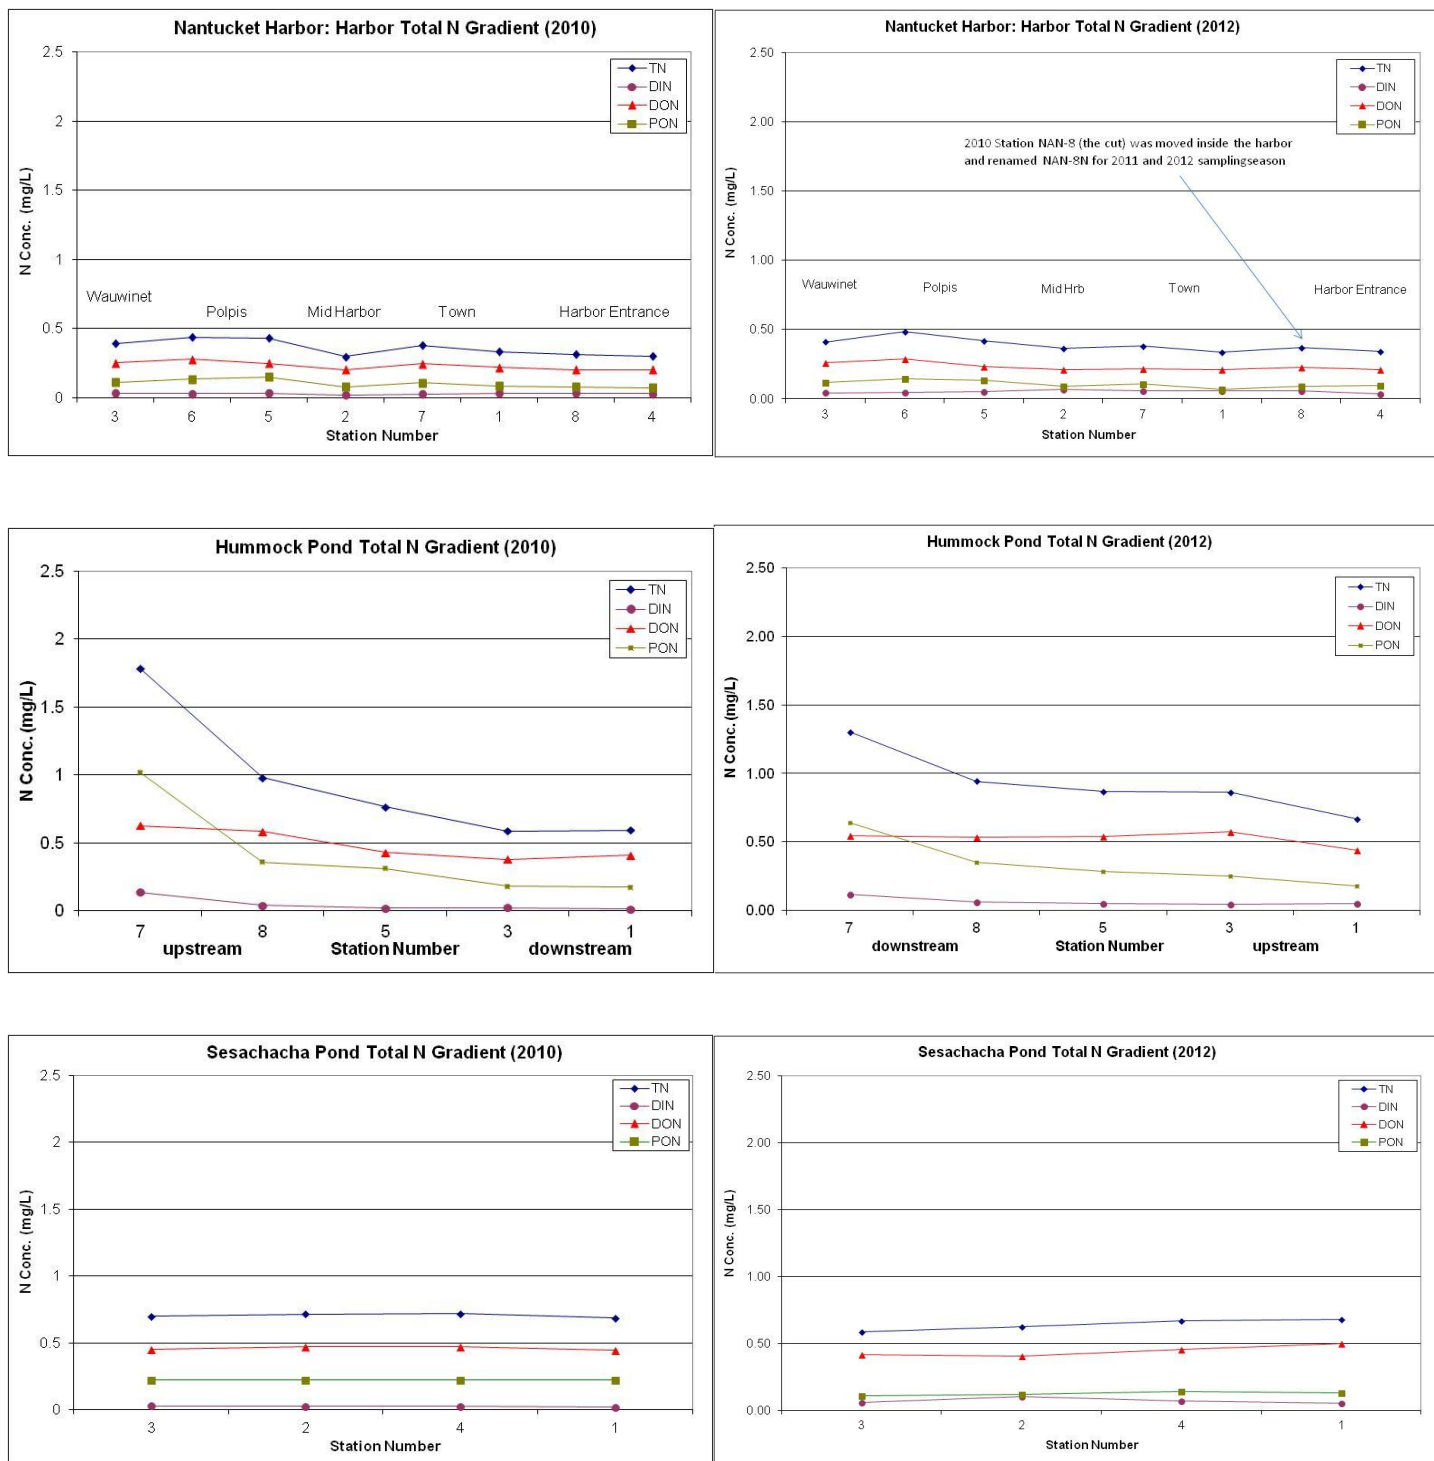 Nantucket Harbor: Harbor Total N Gradient (2010)
2.5
2
1.5
1
0.5
0
N Conc. (mg/L)
TN
DIN
DON
PON
Wauwinet
Polpis
Mid Harbor
Town
Harbor Entrance
3 6 5 2 7 1 8 4
Station Number
Nantucket Harbor: Harbor Total N Gradient (2012)
2.50
2.00
1.50
1.00
0.50
0.00
N Conc. (mg/L)
TN
DIN
DON
PON
2010 Station NAN-8 (the cut) was moved inside the harbor
and renamed NAN-8N for 2011 and 2012 samplingseason
Wauwinet
Polpis
Mid Hrb
Town
Harbor Entrance
3 6 5 2 7 1 8 4
Station Number
Hummock Pond Total N Gradient (2010)
2.5
2
1.5
1
0.5
0
N Conc. (mg/L)
TN
DIN
DON
PON
7 8 5 3 1
upstream Station Number downstream
Hummock Pond Total N Gradient (2012)
2.50
2.00
1.50
1.00
0.50
0.00
N Conc. (mg/L)
TN
DIN
DON
PON
7 8 5 3 1
downstream Station Number upstream
Sesachacha Pond Total N Gradient (2010)
2.5
2
1.5
1
0.5
0
N Conc. (mg/L)
TN
DIN
DON
PON
3 2 4 1
Station Number
Sesachacha Pond Total N Gradient (2012)
2.50
2.00
1.50
1.00
0.50
0.00
N Conc. (mg/L)
TN
DIN
DON
PON
3 2 4 1
Station Number